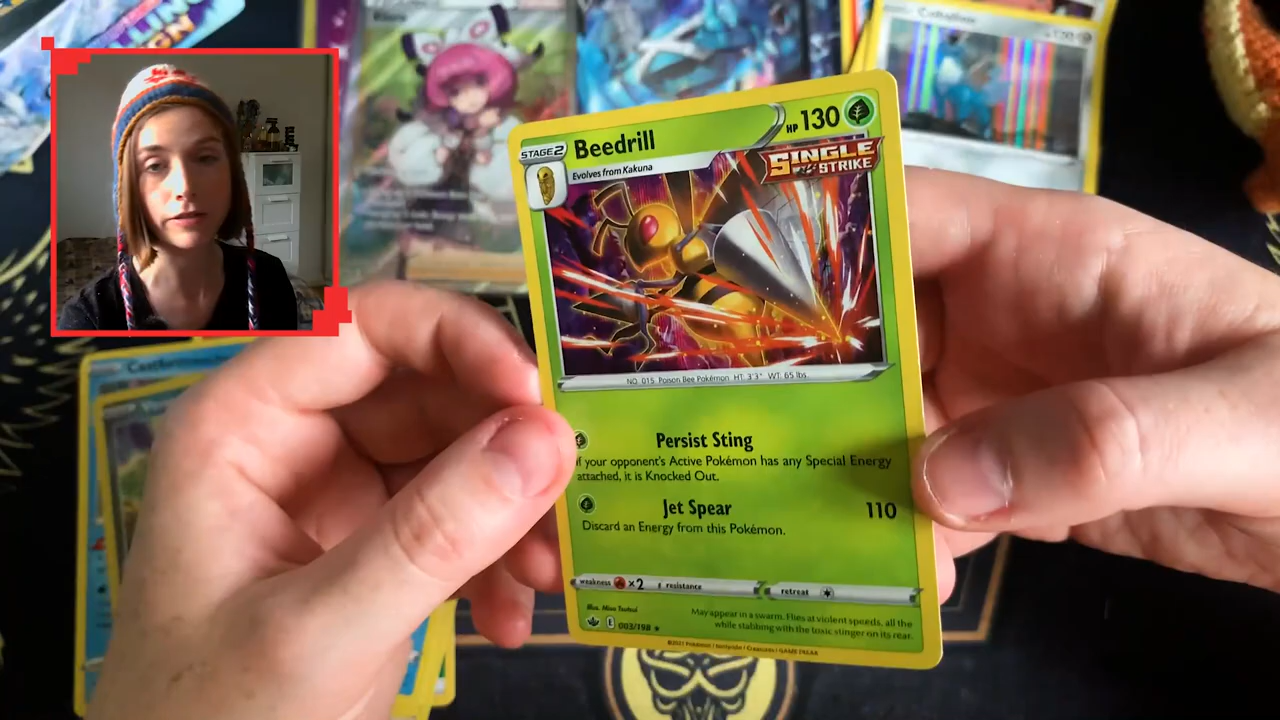 Klara
STAGE 2
Beedrill
HP 130
Evolves from Kakuna
SINGLE
STRIKE
NO. 015 Poison Bee Pokémon HT: 3'3" WT: 65 lbs.
Persist Sting
If your opponent's Active Pokémon has any Special Energy
attached, it is Knocked Out.
Jet Spear 110
Discard an Energy from this Pokémon.
weakness ×2 resistance retreat
E 003/198 ★
May appear in a swarm. Flies at violent speeds, all the
while stabbing with the toxic stinger on its rear.
©2021 Pokémon / Nintendo / Creatures / GAME FREAK